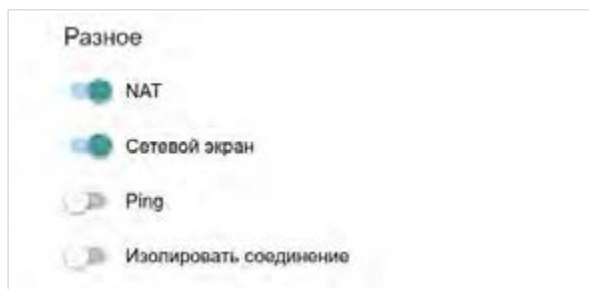 Разное
NAT
Сетевой экран
Ping
Изолировать соединение